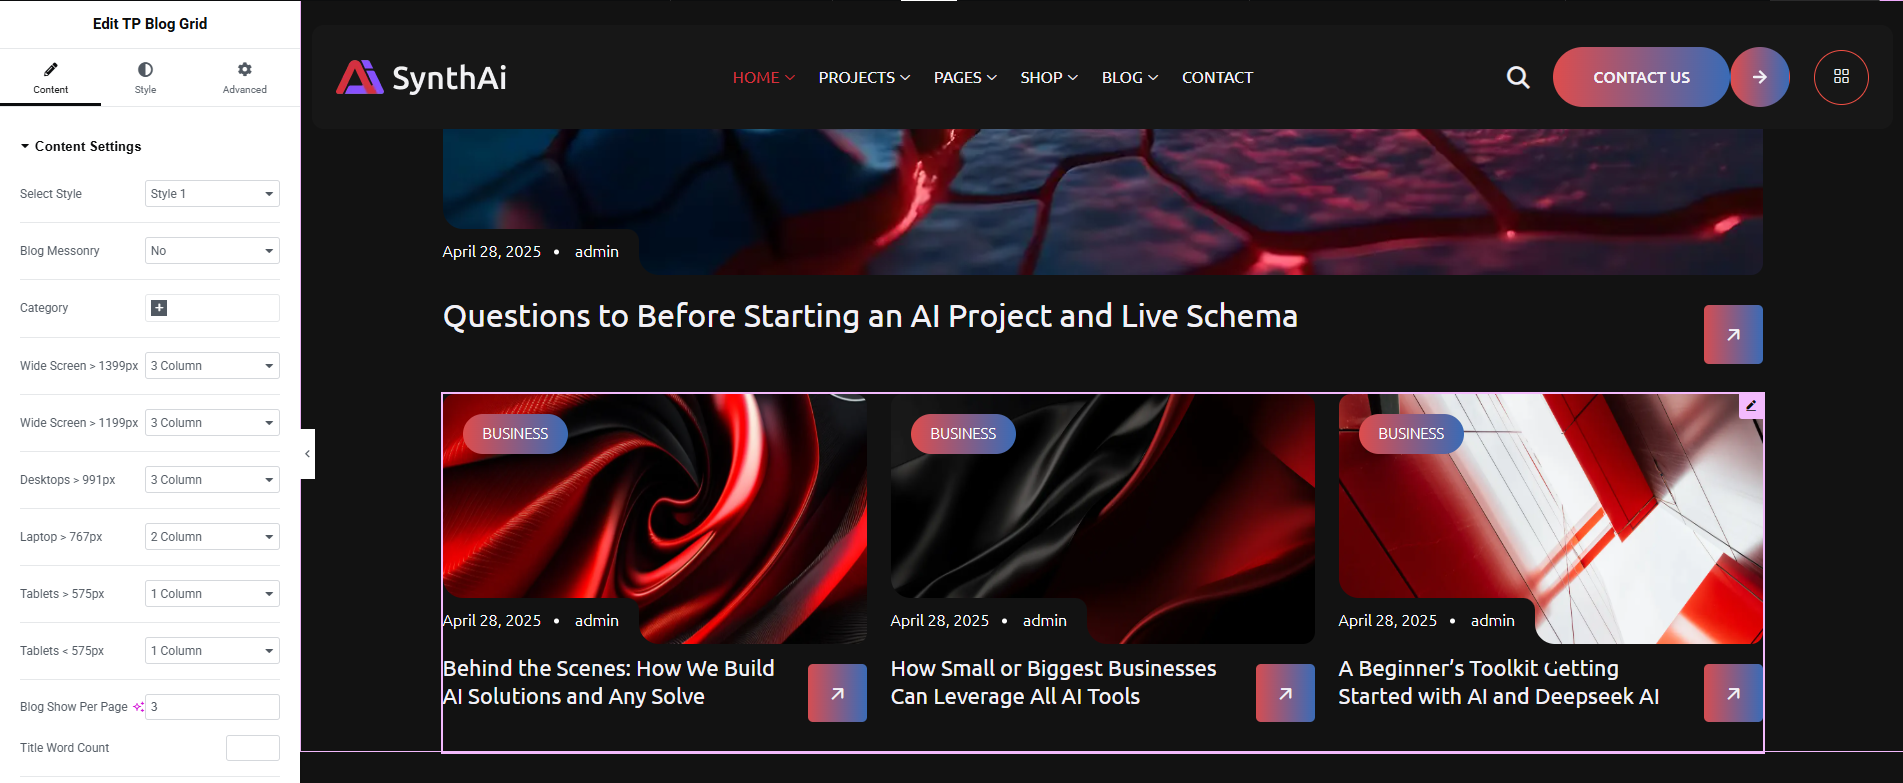 Edit TP Blog Grid
Content
Style
Advanced
Content Settings
Select Style
Style 1
Blog Messonry
No
Category
Wide Screen > 1399px
3 Column
Wide Screen > 1199px
3 Column
Desktops > 991px
3 Column
Laptop > 767px
2 Column
Tablets > 575px
1 Column
Tablets < 575px
1 Column
Blog Show Per Page
3
Title Word Count
SynthAi
HOME
PROJECTS
PAGES
SHOP
BLOG
CONTACT
CONTACT US
April 28, 2025 • admin
Questions to Before Starting an AI Project and Live Schema
BUSINESS
April 28, 2025 • admin
Behind the Scenes: How We Build
AI Solutions and Any Solve
BUSINESS
April 28, 2025 • admin
How Small or Biggest Businesses
Can Leverage All AI Tools
BUSINESS
April 28, 2025 • admin
A Beginner’s Toolkit Getting
Started with AI and Deepseek AI